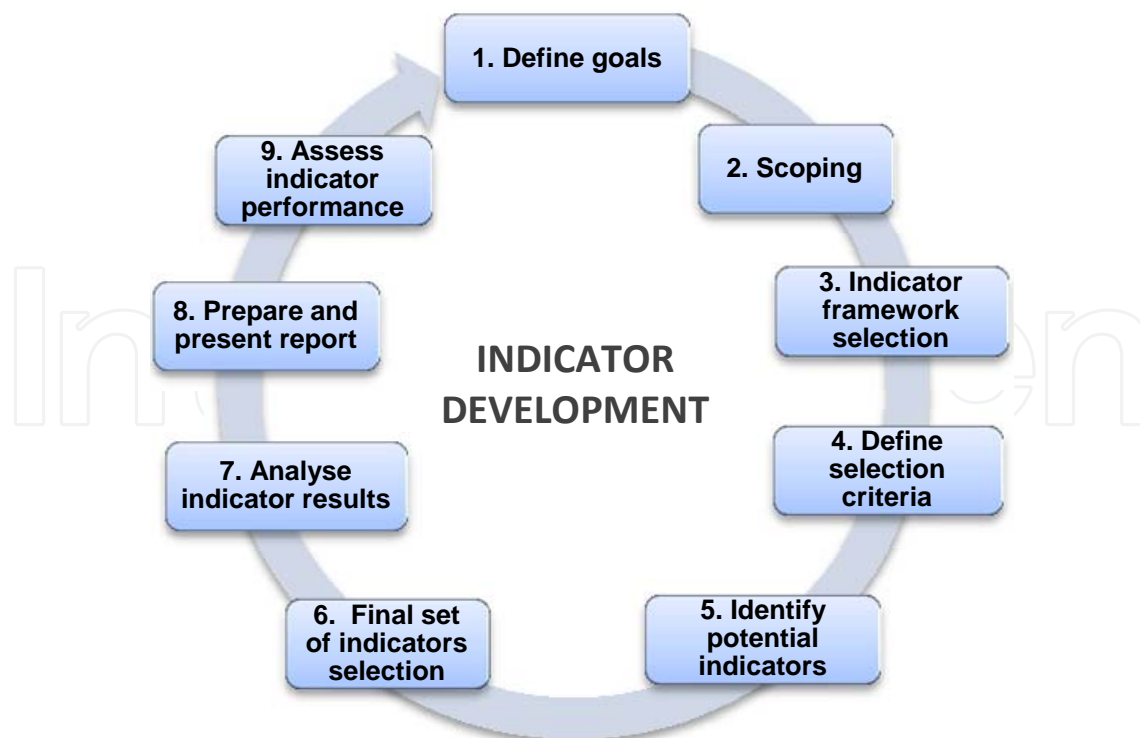 1. Define goals
2. Scoping
3. Indicator
framework
selection
4. Define
selection
criteria
5. Identify
potential
indicators
6. Final set
of indicators
selection
7. Analyse
indicator results
8. Prepare and
present report
9. Assess
indicator
performance
INDICATOR
DEVELOPMENT